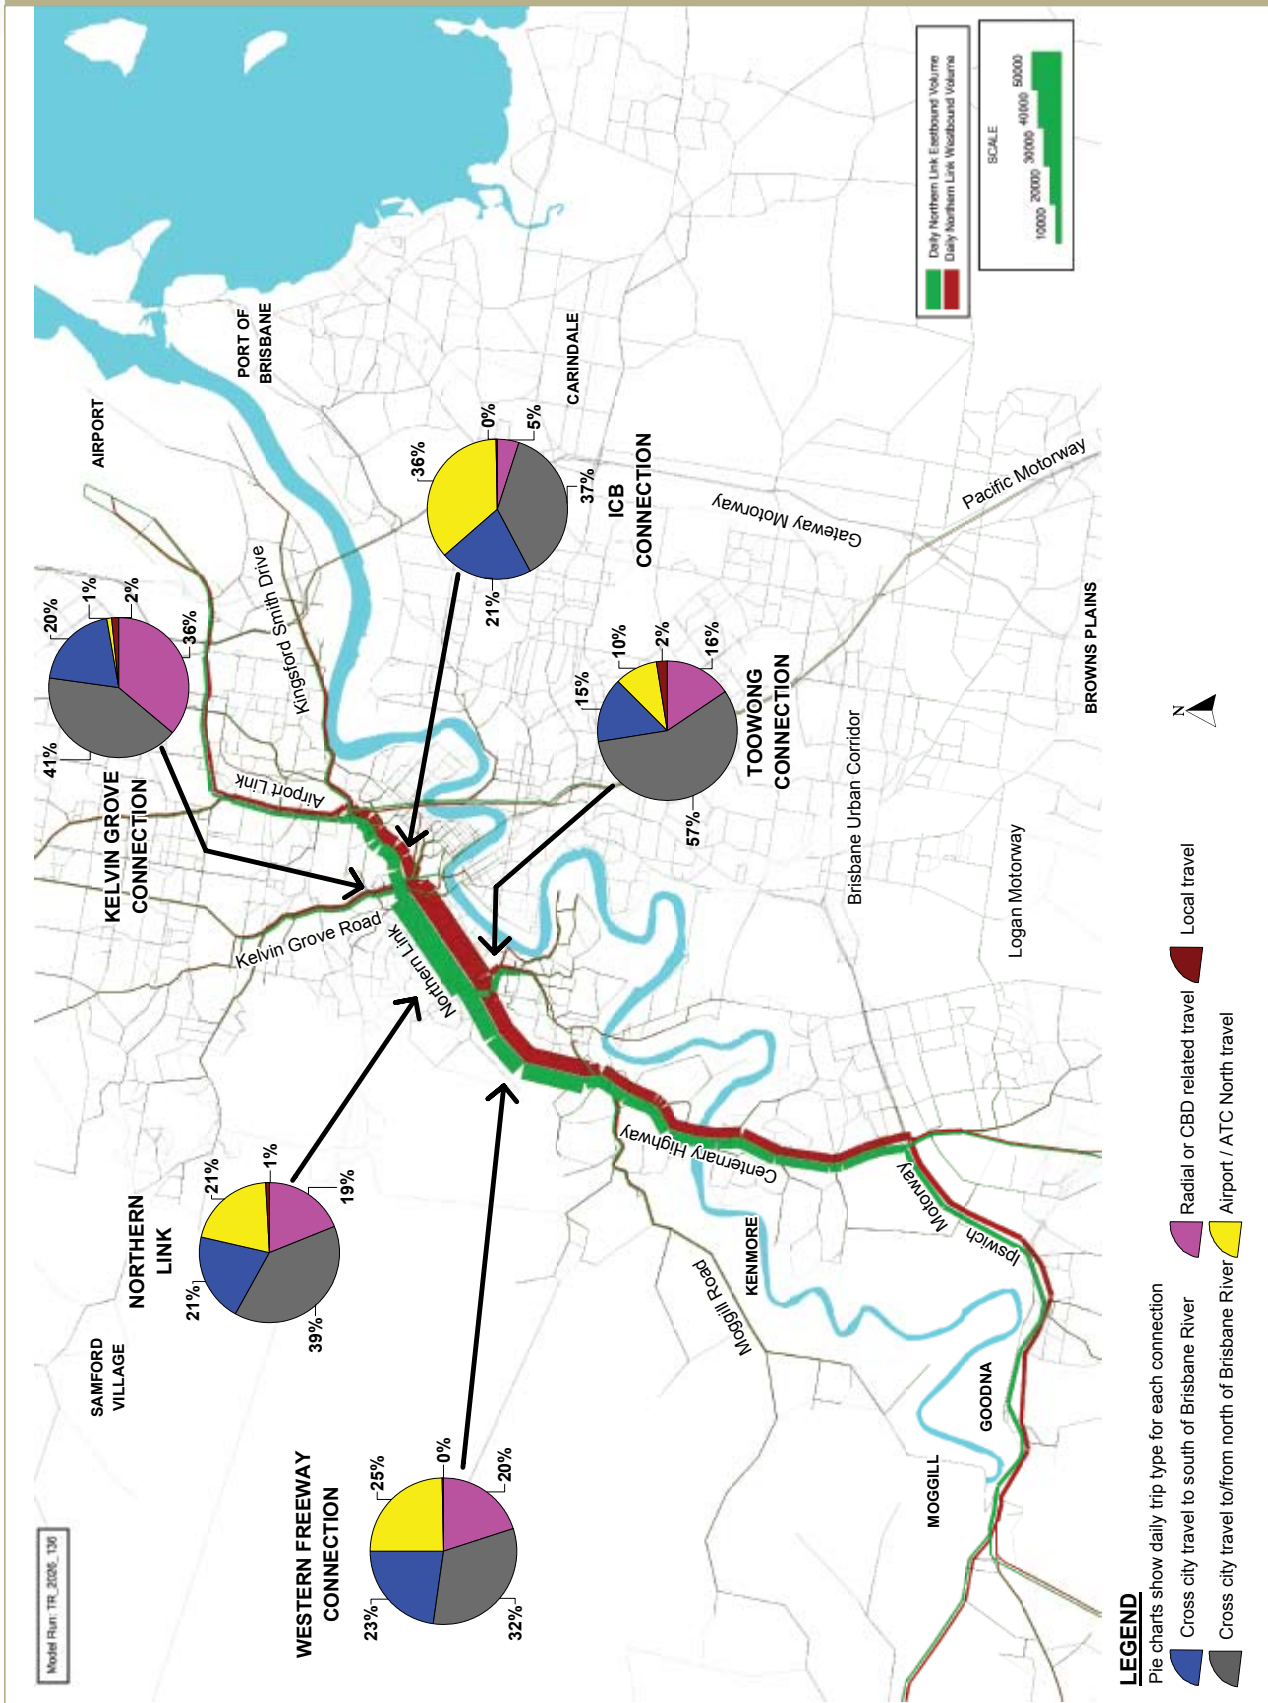 Model Run: TR_2026_136
SAMFORD
VILLAGE
WESTERN FREEWAY
CONNECTION
25%
0%
20%
32%
23%
NORTHERN
LINK
21%
1%
19%
39%
21%
KELVIN GROVE
CONNECTION
20%
1%
2%
36%
41%
ICB
CONNECTION
36%
0%
5%
37%
21%
TOOWONG
CONNECTION
10%
2%
16%
57%
15%
AIRPORT
PORT OF
BRISBANE
CARINDALE
Kingsford Smith Drive
Airport Link
Kelvin Grove Road
Northern Link
Gateway Motorway
Pacific Motorway
BROWNS PLAINS
Brisbane Urban Corridor
Logan Motorway
Centernary Highway
Moggill Road
KENMORE
Ipswich
Motorway
GOODNA
MOGGILL
Daily Northern Link Eastbound Volume
Daily Northern Link Westbound Volume
SCALE
10000 20000 30000 40000 50000
N
LEGEND
Pie charts show daily trip type for each connection
Cross city travel to south of Brisbane River
Radial or CBD related travel
Local travel
Cross city travel to/from north of Brisbane River
Airport / ATC North travel